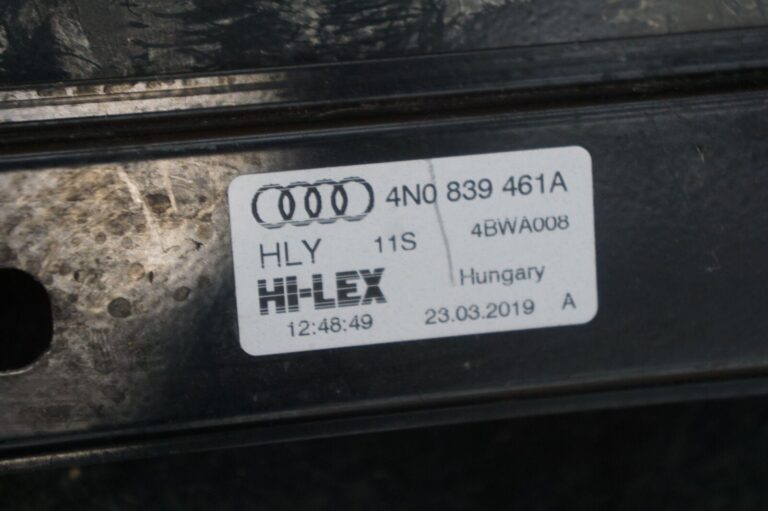 4N0 839 461A
HLY 11S 4BWA008
HI-LEX Hungary
12:48:49 23.03.2019 A